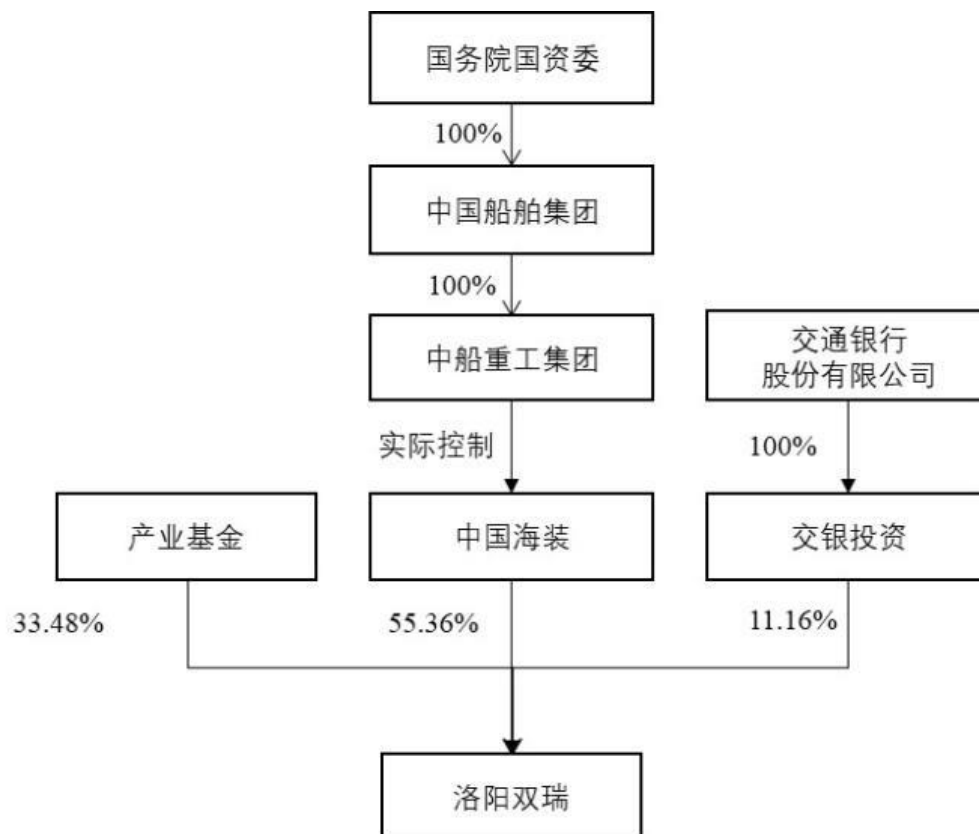 国务院国资委
100%
中国船舶集团
100%
中船重工集团
交通银行
股份有限公司
实际控制
100%
产业基金
中国海装
交银投资
33.48%
55.36%
11.16%
洛阳双瑞